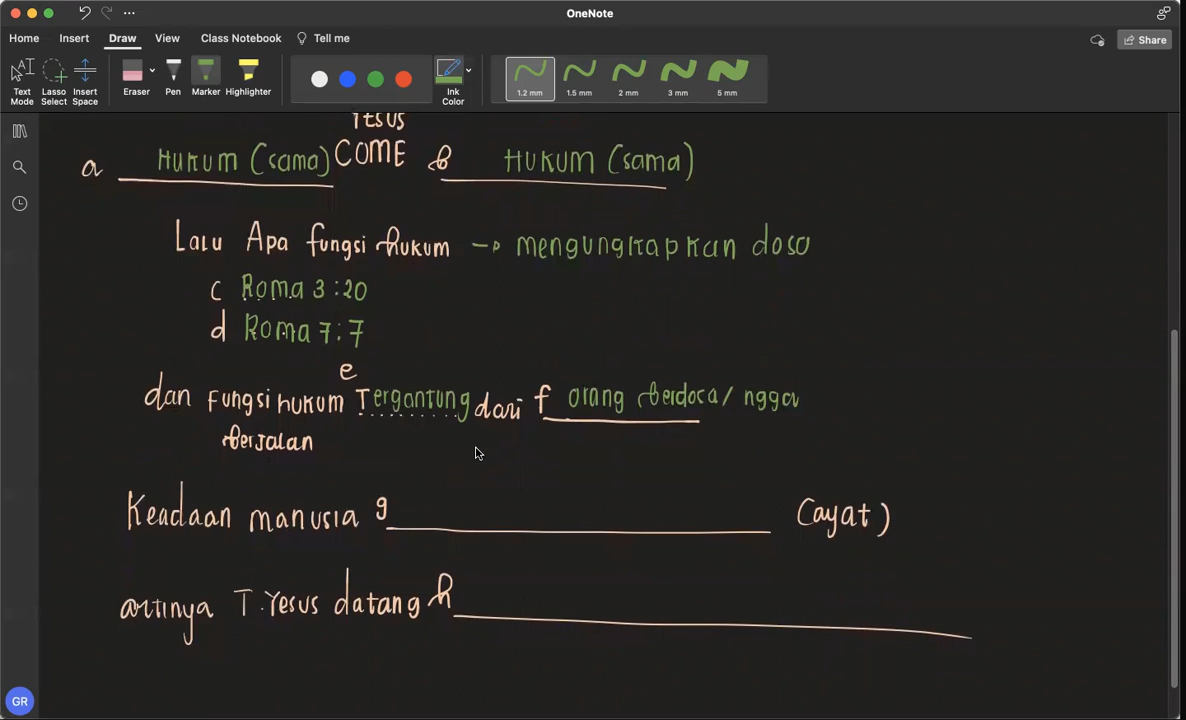 OneNote
Home Insert Draw View Class Notebook Tell me Share
Text Mode Lasso Select Insert Space Eraser Pen Marker Highlighter Ink Color 1.2 mm 1.5 mm 2 mm 3 mm 5 mm
Yesus
a HUKUM (sama) COME b HUKUM (sama)
Lalu Apa fungsi hukum → mengungkapkan dosa
c Roma 3:20
d Roma 7:7
e
dan Fungsi hukum Tergantung dari f orang berdosa/ngga
berjalan
Keadaan manusia g (ayat)
artinya T.Yesus datang h
GR